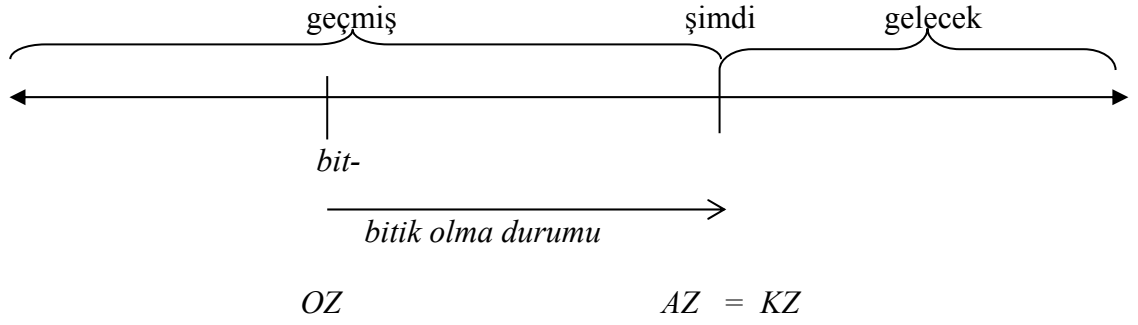 geçmiş şimdi gelecek
bit-
bitik olma durumu
OZ AZ = KZ